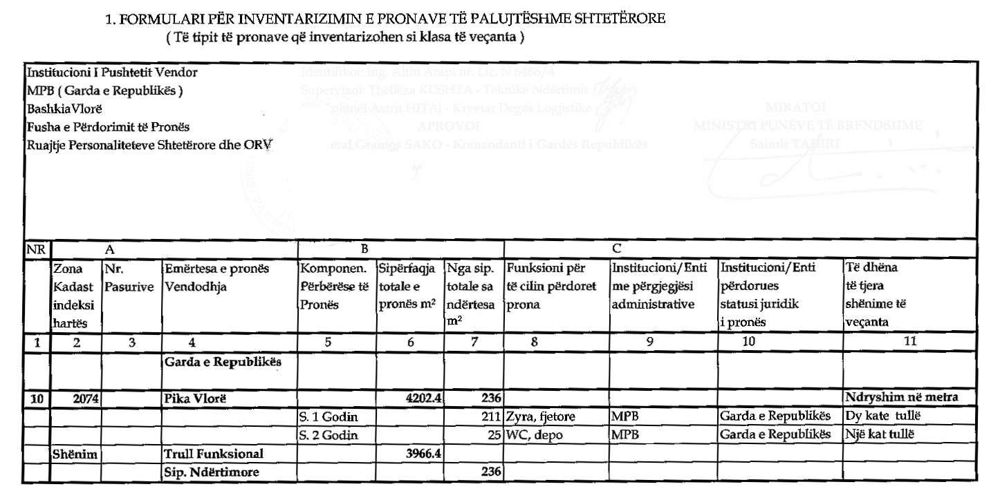 1. FORMULARI PËR INVENTARIZIMIN E PRONAVE TË PALUJTËSHME SHTETËRORE
( Të tipit të pronave që inventarizohen si klasa të veçanta )
Institucioni I Pushtetit Vendor
MPB ( Garda e Republikës )
BashkiaVlorë
Fusha e Përdorimit të Pronës
Ruajtje Personaliteteve Shtetërore dhe ORV
Identifikoi: Ing. Altin Arapi nr. Liç. N 6486/4
Supervizoi: Thëllëza KUSHTA - Teknike Ndërtimit
Astrit HITAJ - Kryetar Degës Logjistike
APROVOI
Gramos SAKO - Komandanti i Gardës Republikës
MIRATOI
MINISTRI PUNËVE TË BRENDSHME
Saimir TAHIRI
NR A B C
Zona Kadast indeksi hartës
Nr. Pasurive
Emërtesa e pronës Vendodhja
Komponen. Përbërëse të Pronës
Sipërfaqja totale e pronës m²
Nga sip. totale sa ndërtesa m²
Funksioni për të cilin përdoret prona
Institucioni/Enti me përgjegjësi administrative
Institucioni/Enti përdorues statusi juridik i pronës
Të dhëna të tjera shënime të veçanta
1 2 3 4 5 6 7 8 9 10 11
Garda e Republikës
10 2074 Pika Vlorë 4202.4 236 Ndryshim në metra
S. 1 Godin 211 Zyra, fjetore MPB Garda e Republikës Dy kate tullë
S. 2 Godin 25 WC, depo MPB Garda e Republikës Një kat tullë
Shënim Trull Funksional 3966.4
Sip. Ndërtimore 236